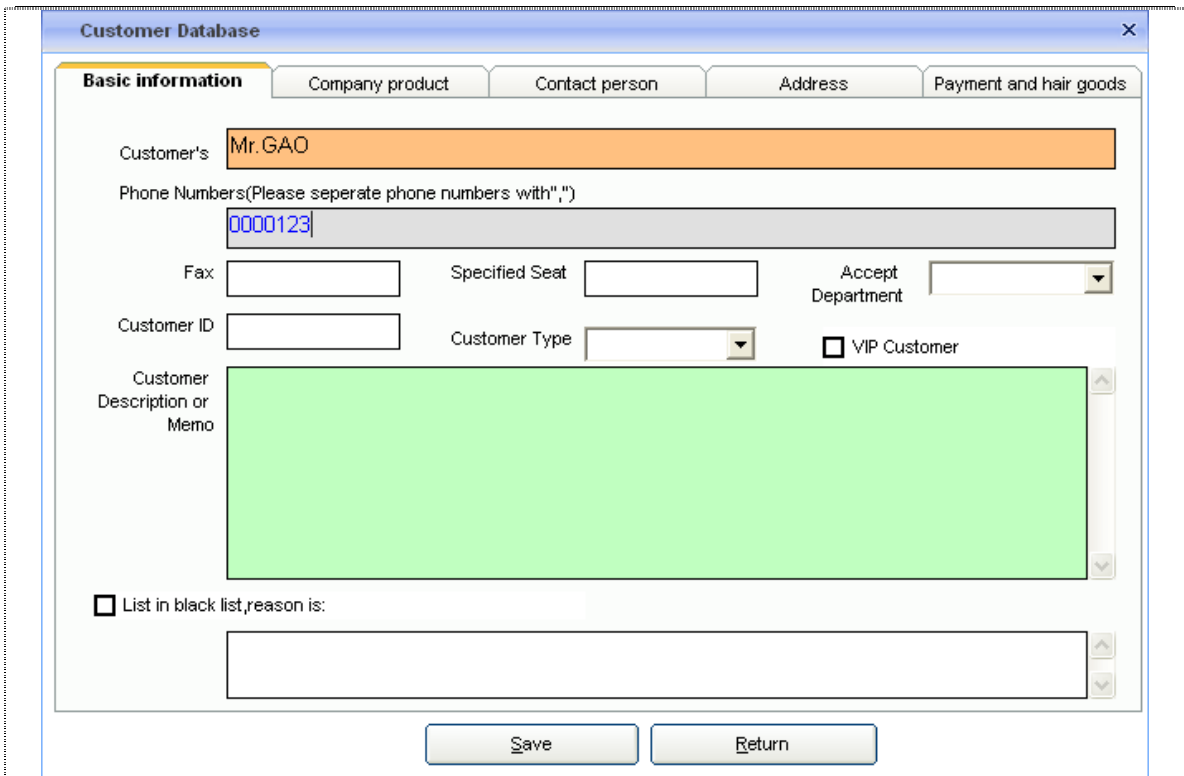 Customer Database
Basic information
Company product
Contact person
Address
Payment and hair goods
Customer's
Mr.GAO
Phone Numbers(Please seperate phone numbers with",")
0000123
Fax
Specified Seat
Accept
Department
Customer ID
Customer Type
VIP Customer
Customer
Description or
Memo
List in black list,reason is:
Save
Return